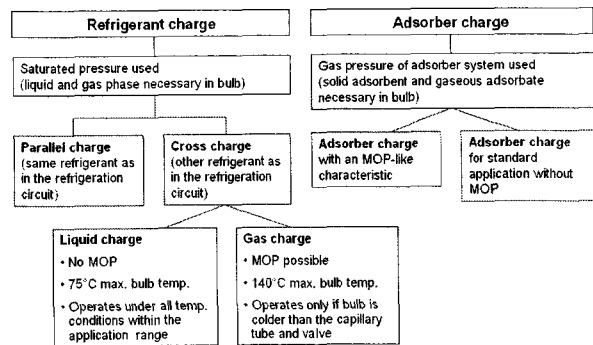 Refrigerant charge
Adsorber charge
Saturated pressure used
(liquid and gas phase necessary in bulb)
Gas pressure of adsorber system used
(solid adsorbent and gaseous adsorbate
necessary in bulb)
Parallel charge
(same refrigerant as
in the refrigeration
circuit)
Cross charge
(other refrigerant as
in the refrigeration
circuit)
Adsorber charge
with an MOP-like
characteristic
Adsorber charge
for standard
application without
MOP
Liquid charge
• No MOP
• 75°C max. bulb temp.
• Operates under all temp.
conditions within the
application range
Gas charge
• MOP possible
• 140°C max. bulb temp.
• Operates only if bulb is
colder than the capillary
tube and valve